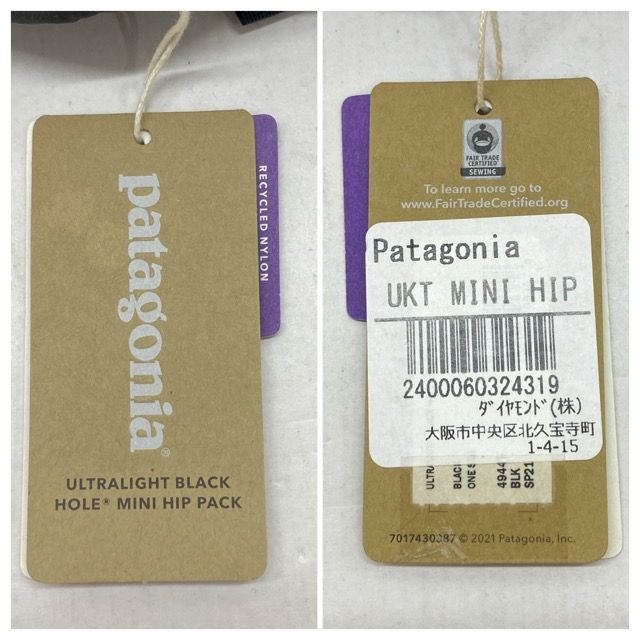 patagonia®
RECYCLED NYLON
ULTRALIGHT BLACK
HOLE® MINI HIP PACK
FAIR TRADE
CERTIFIED
SEWING
To learn more go to
www.FairTradeCertified.org
Patagonia
UKT MINI HIP
2400060324319
ダイヤモンド(株)
大阪市中央区北久宝寺町
1-4-15
ULTRA
BLACK
ONE S
4944
BLK
SP21
7017430387 © 2021 Patagonia, Inc.